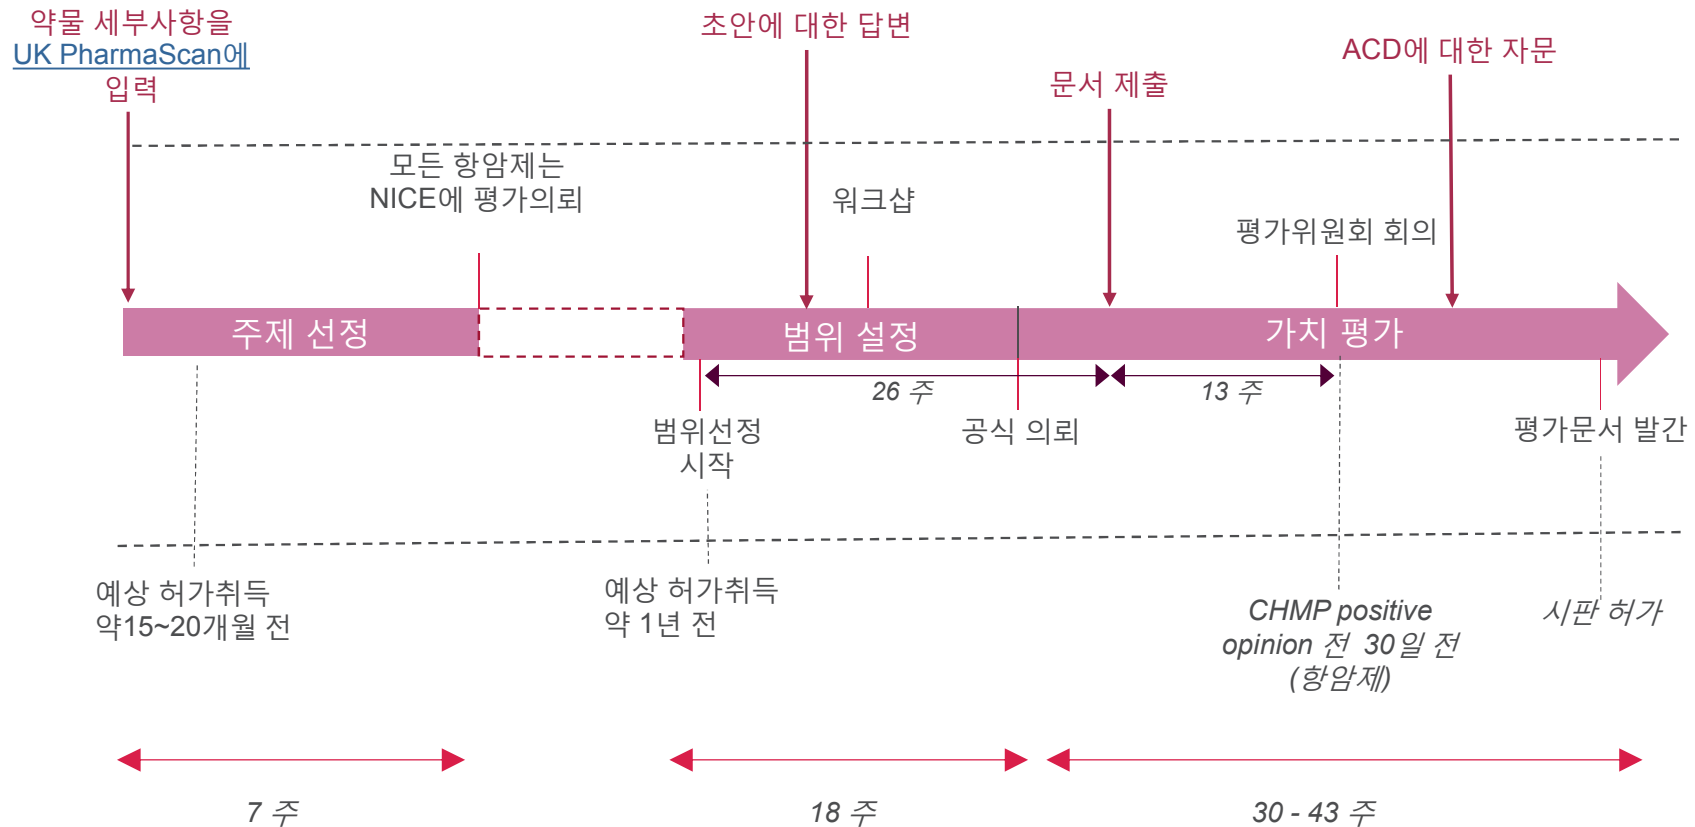 약물 세부사항을
UK PharmaScan에
입력
초안에 대한 답변
문서 제출
ACD에 대한 자문
모든 항암제는
NICE에 평가의뢰
워크샵
평가위원회 회의
주제 선정
범위 설정
가치 평가
26 주
13 주
범위선정
시작
공식 의뢰
평가문서 발간
예상 허가취득
약15~20개월 전
예상 허가취득
약 1년 전
CHMP positive
opinion 전 30일 전
(항암제)
시판 허가
7 주
18 주
30 - 43 주